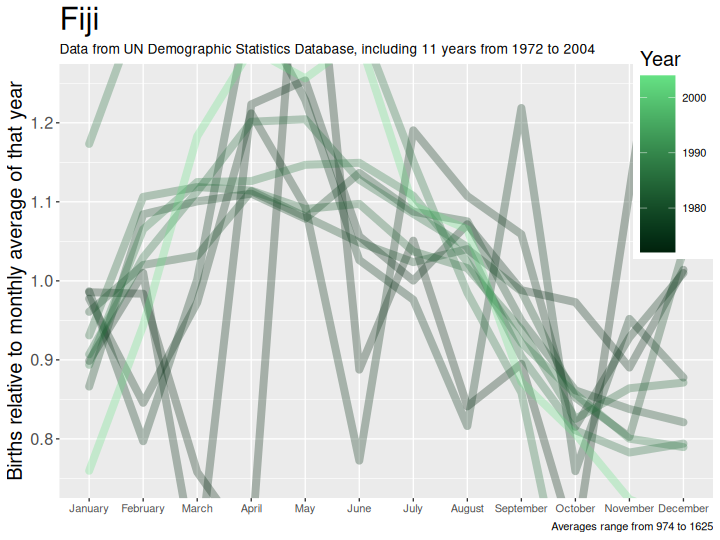 Fiji
Data from UN Demographic Statistics Database, including 11 years from 1972 to 2004
Year
2000
1990
1980
Births relative to monthly average of that year
1.2
1.1
1.0
0.9
0.8
January February March April May June July August September October November December
Averages range from 974 to 1625